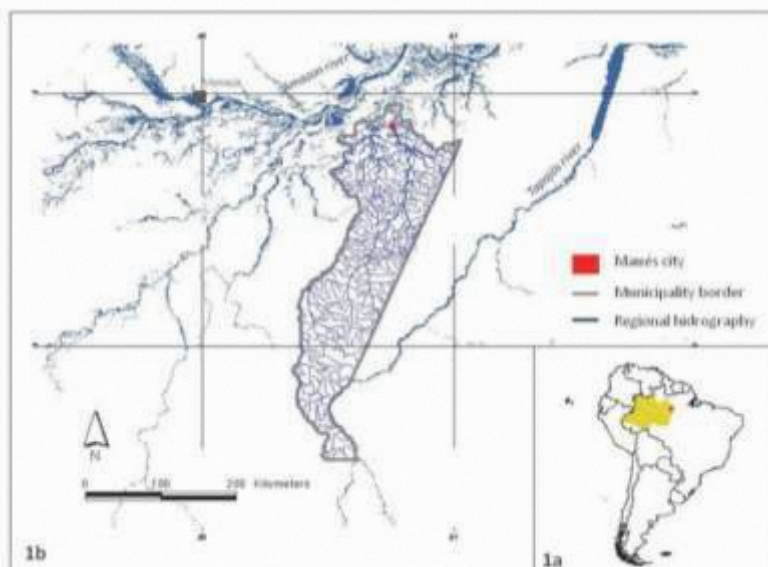 Tapajós river
Maués city
Municipality border
Regional hidrography
N
0 100 200 Kilometers
1b
1a